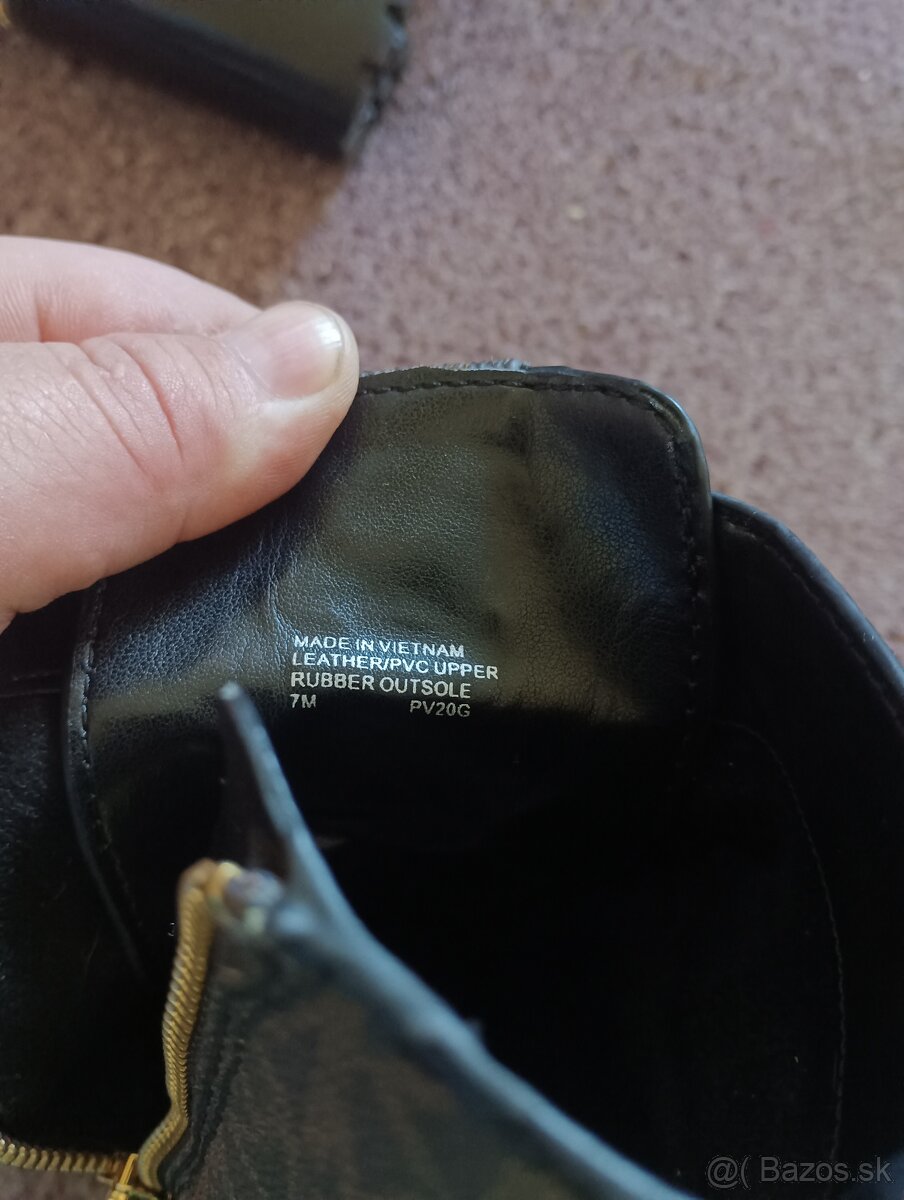 MADE IN VIETNAM
LEATHER/PVC UPPER
RUBBER OUTSOLE
7M PV20G
@( Bazos.sk